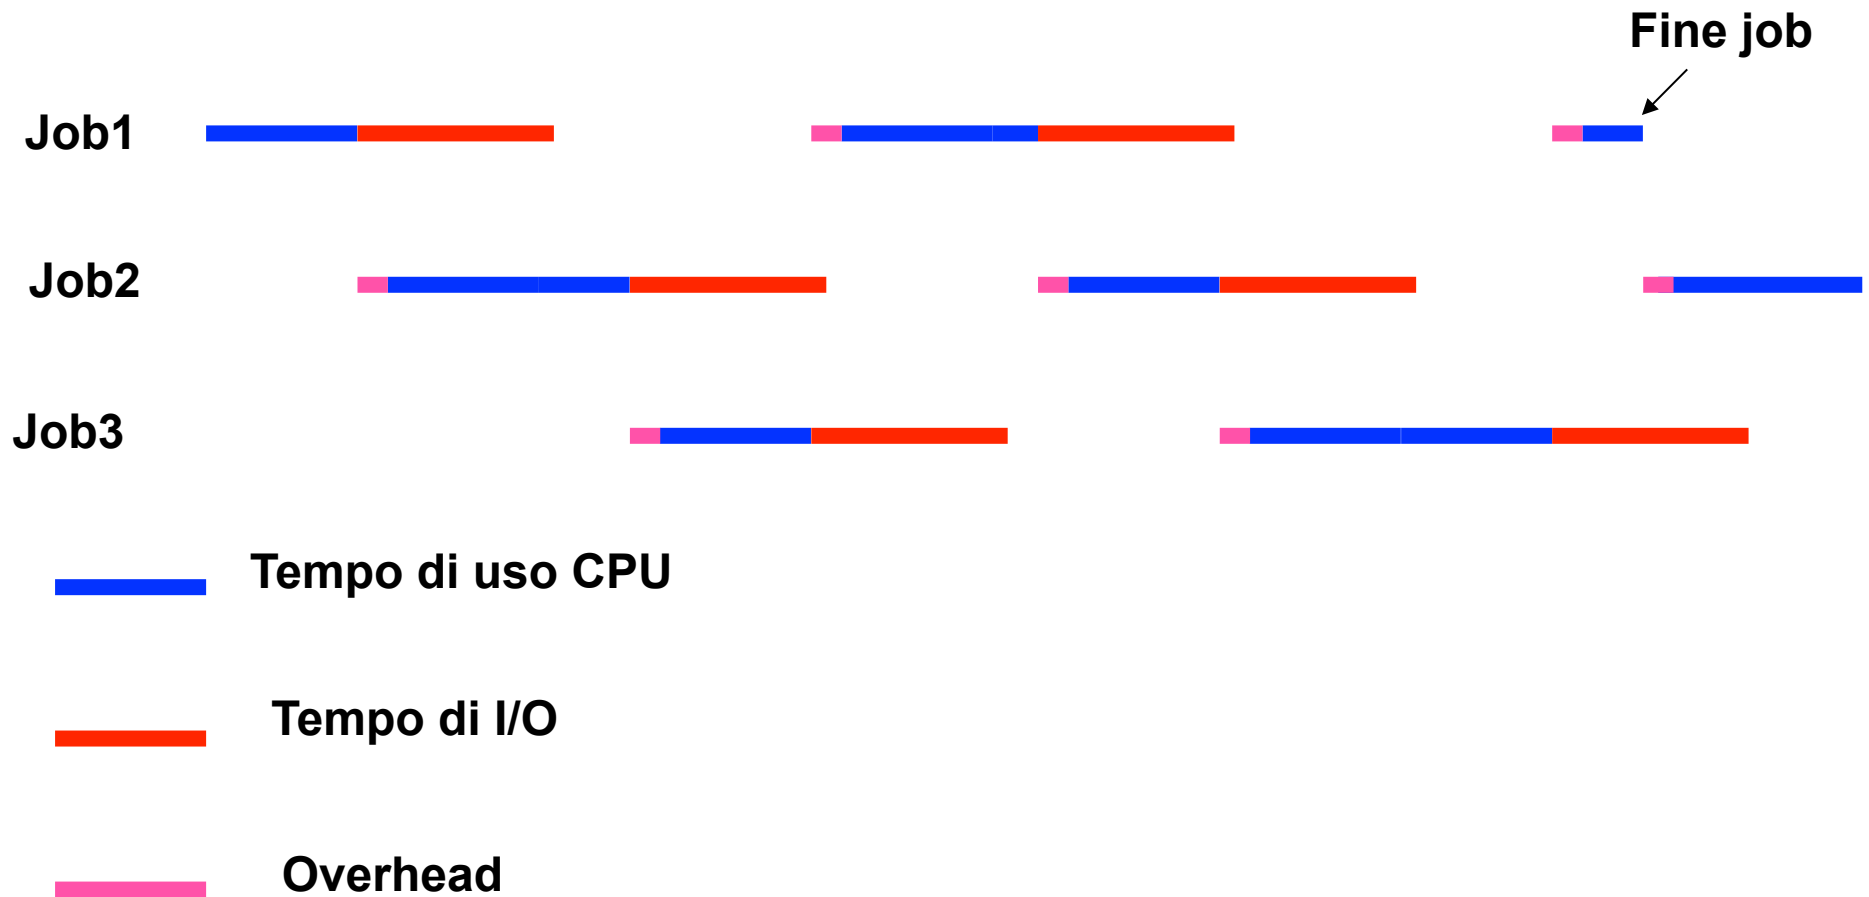 Fine job
Job1
Job2
Job3
Tempo di uso CPU
Tempo di I/O
Overhead